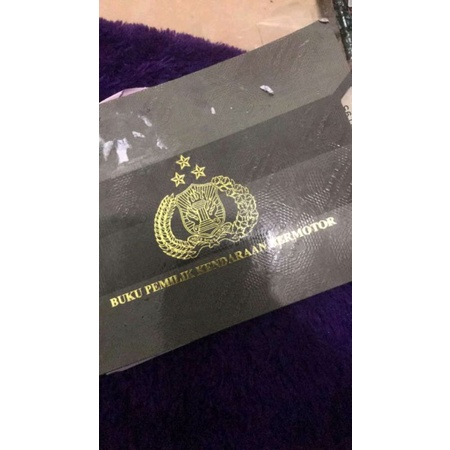 BUKU PEMILIK KENDARAAN BERMOTOR